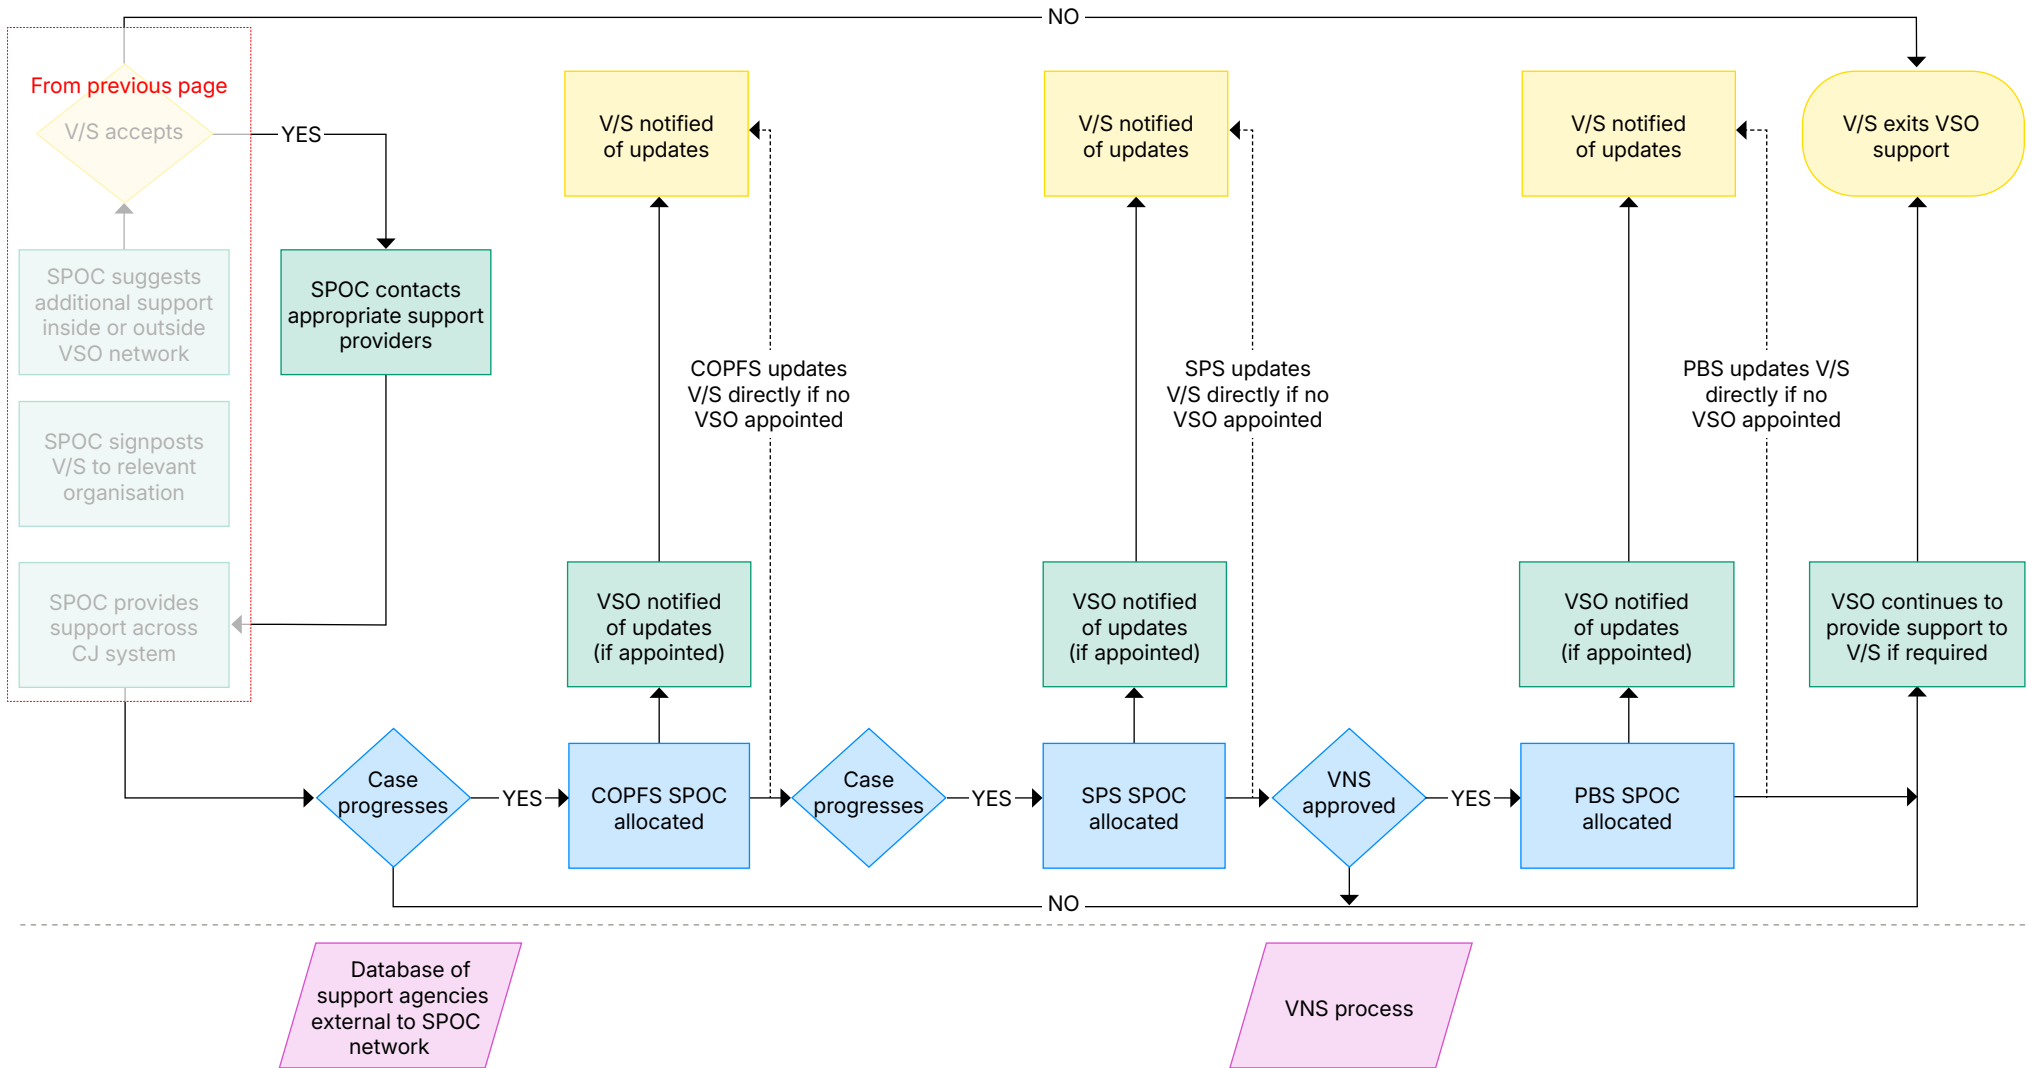 NO
From previous page
V/S accepts
YES
V/S notified
of updates
V/S notified
of updates
V/S notified
of updates
V/S exits VSO
support
SPOC suggests
additional support
inside or outside
VSO network
SPOC contacts
appropriate support
providers
COPFS updates
V/S directly if no
VSO appointed
SPS updates
V/S directly if no
VSO appointed
PBS updates V/S
directly if no
VSO appointed
SPOC signposts
V/S to relevant
organisation
SPOC provides
support across
CJ system
VSO notified
of updates
(if appointed)
VSO notified
of updates
(if appointed)
VSO notified
of updates
(if appointed)
VSO continues to
provide support to
V/S if required
Case
progresses
YES
COPFS SPOC
allocated
Case
progresses
YES
SPS SPOC
allocated
VNS
approved
YES
PBS SPOC
allocated
NO
Database of
support agencies
external to SPOC
network
VNS process